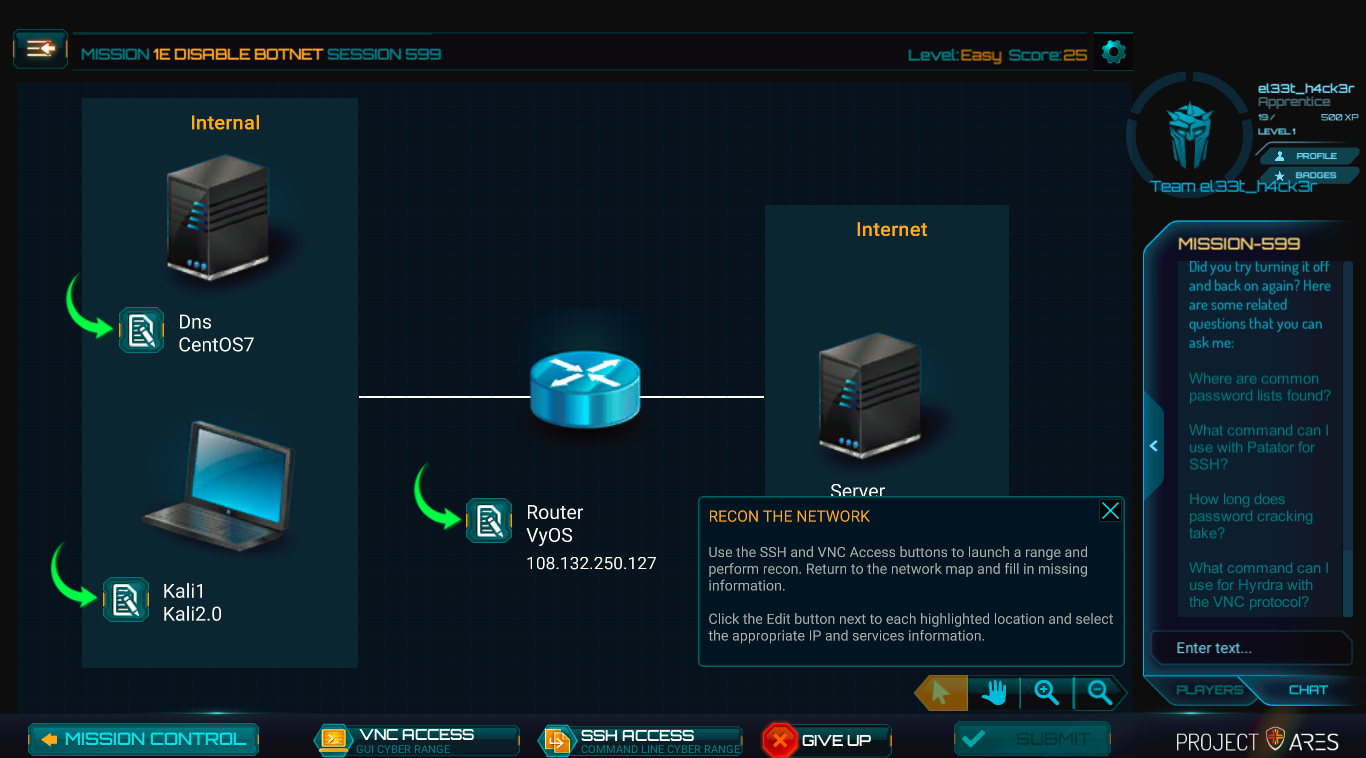 MISSION 1E DISABLE BOTNET SESSION 599
Level:Easy Score:25
el33t_h4ck3r
Apprentice
19 / 500 XP
LEVEL 1
PROFILE
BADGES
Team el33t_h4ck3r
Internal
Dns
CentOS7
Kali1
Kali2.0
Router
VyOS
108.132.250.127
Internet
Server
RECON THE NETWORK
Use the SSH and VNC Access buttons to launch a range and
perform recon. Return to the network map and fill in missing
information.
Click the Edit button next to each highlighted location and select
the appropriate IP and services information.
MISSION-599
Did you try turning it off
and back on again? Here
are some related
questions that you can
ask me:
Where are common
password lists found?
What command can I
use with Patator for
SSH?
How long does
password cracking
take?
What command can I
use for Hyrdra with
the VNC protocol?
Enter text...
PLAYERS
CHAT
MISSION CONTROL
VNC ACCESS
GUI CYBER RANGE
SSH ACCESS
COMMAND LINE CYBER RANGE
GIVE UP
SUBMIT
PROJECT ARES